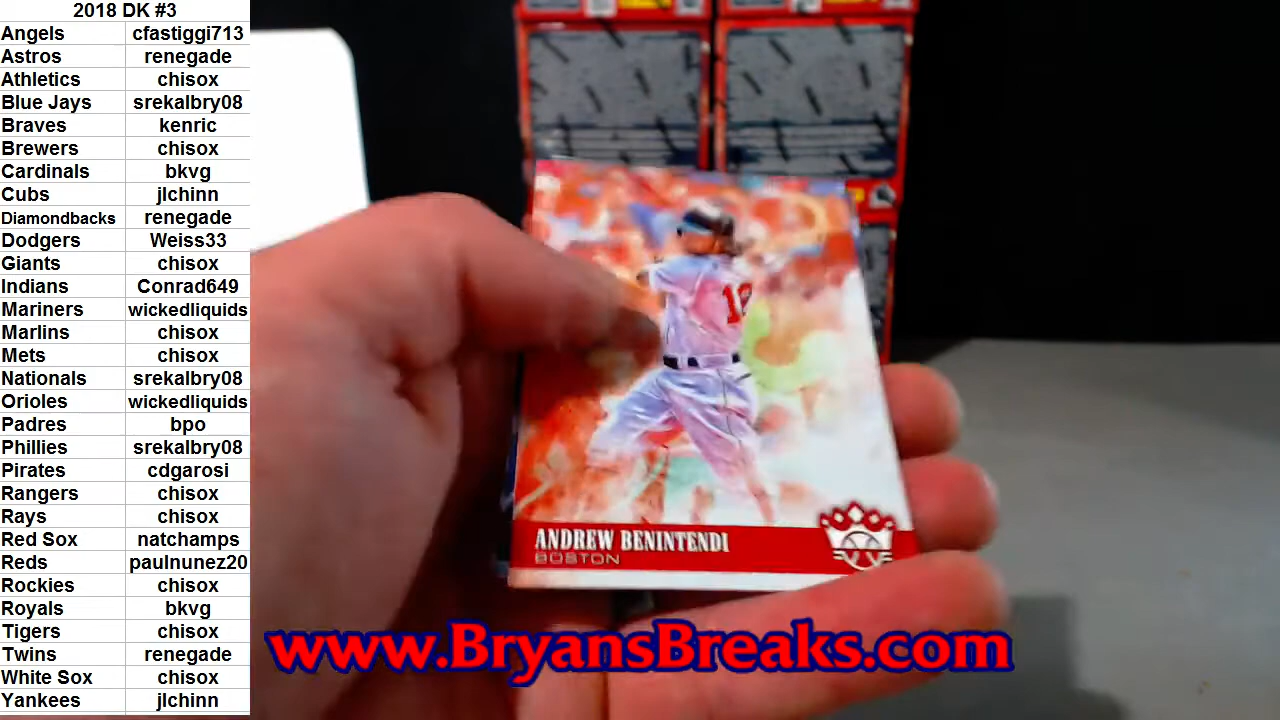 2018 DK #3
Angels cfastiggi713
Astros renegade
Athletics chisox
Blue Jays srekalbry08
Braves kenric
Brewers chisox
Cardinals bkvg
Cubs jlchinn
Diamondbacks renegade
Dodgers Weiss33
Giants chisox
Indians Conrad649
Mariners wickedliquids
Marlins chisox
Mets chisox
Nationals srekalbry08
Orioles wickedliquids
Padres bpo
Phillies srekalbry08
Pirates cdgarosi
Rangers chisox
Rays chisox
Red Sox natchamps
Reds paulnunez20
Rockies chisox
Royals bkvg
Tigers chisox
Twins renegade
White Sox chisox
Yankees jlchinn
ANDREW BENINTENDI
BOSTON
www.BryansBreaks.com